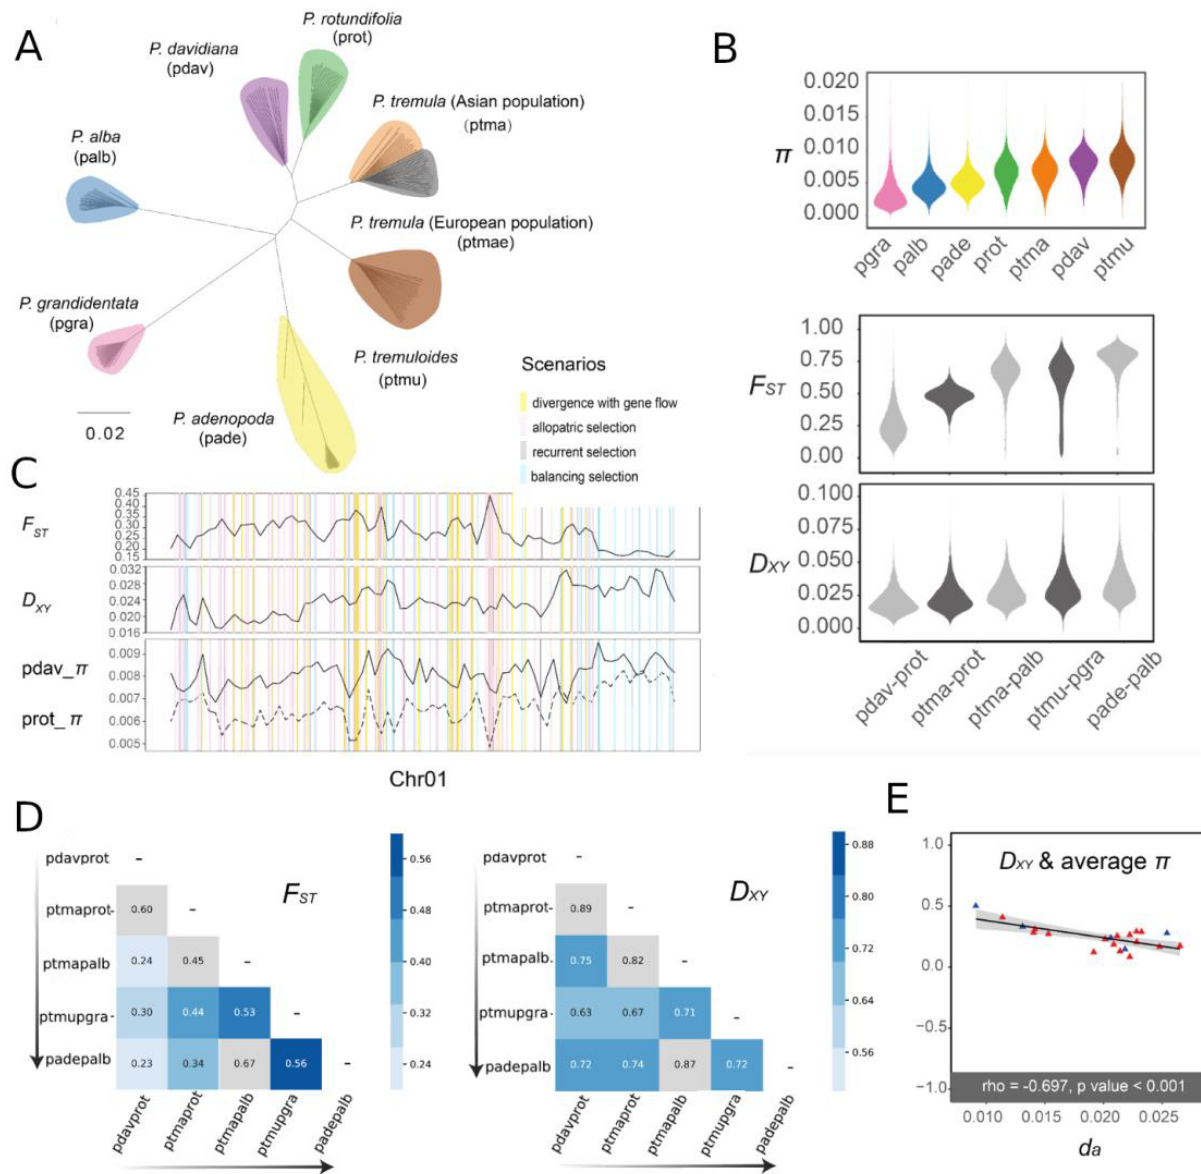 A
P. rotundifolia
(prot)
P. davidiana
(pdav)
P. tremula (Asian population)
(ptma)
P. alba
(palb)
P. tremula (European population)
(ptmae)
P. grandidentata
(pgra)
P. tremuloides
(ptmu)
P. adenopoda
(pade)
0.02
Scenarios
divergence with gene flow
allopatric selection
recurrent selection
balancing selection
B
π
0.020
0.015
0.010
0.005
0.000
pgra palb pade prot ptma pdav ptmu
FST
1.00
0.75
0.50
0.25
0.00
DXY
0.100
0.075
0.050
0.025
0.000
pdav-prot ptma-prot ptma-palb ptmu-pgra pade-palb
C
FST
0.45
0.40
0.35
0.30
0.25
0.20
0.15
DXY
0.032
0.028
0.024
0.020
0.016
pdav_π
prot_π
0.009
0.008
0.007
0.006
0.005
Chr01
D
FST
pdavprot -
ptmaprot- 0.60 -
ptmapalb 0.24 0.45 -
ptmupgra- 0.30 0.44 0.53 -
padepalb 0.23 0.34 0.67 0.56 -
pdavprot ptmaprot ptmapalb ptmupgra padepalb
0.56
0.48
0.40
0.32
0.24
DXY
pdavprot -
ptmaprot- 0.89 -
ptmapalb. 0.75 0.82 -
ptmupgra- 0.63 0.67 0.71 -
padepalb 0.72 0.74 0.87 0.72 -
pdavprot ptmaprot ptmapalb ptmupgra padepalb
0.88
0.80
0.72
0.64
0.56
E
DXY & average π
1.0
0.5
0.0
−0.5
−1.0
rho = -0.697, p value < 0.001
0.010 0.015 0.020 0.025
da